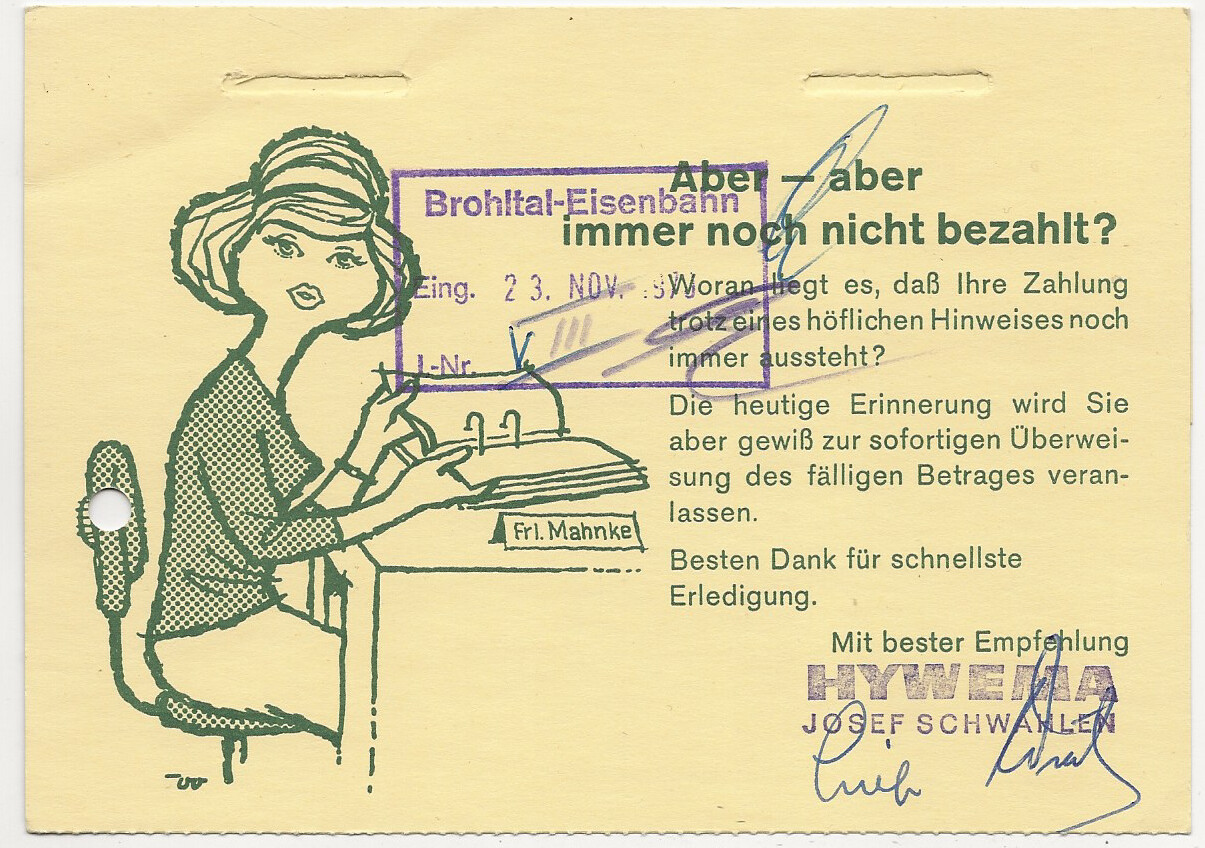 Aber — aber
immer noch nicht bezahlt?
Brohltal-Eisenbahn
Eing. 23. NOV.
III
Woran liegt es, daß Ihre Zahlung
trotz eines höflichen Hinweises noch
immer aussteht?
Die heutige Erinnerung wird Sie
aber gewiß zur sofortigen Überwei-
sung des fälligen Betrages veran-
lassen.
Frl. Mahnke
Besten Dank für schnellste
Erledigung.
Mit bester Empfehlung
HYWEMA
JOSEF SCHWAHLEN